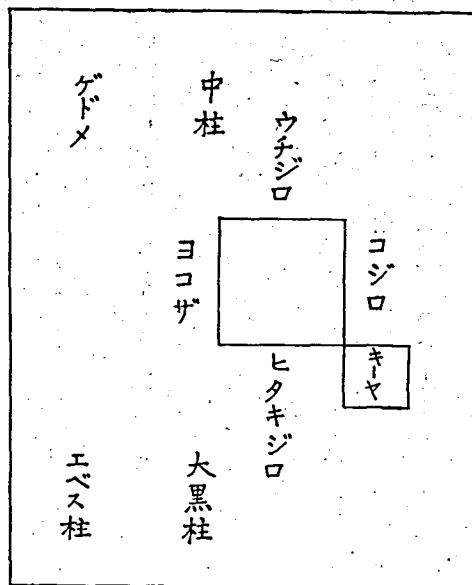 コジロ
キーヤ
ウチジロ
ヒタキジロ
中柱
大黒柱
ヨコザ
ゲドメ
エベス柱